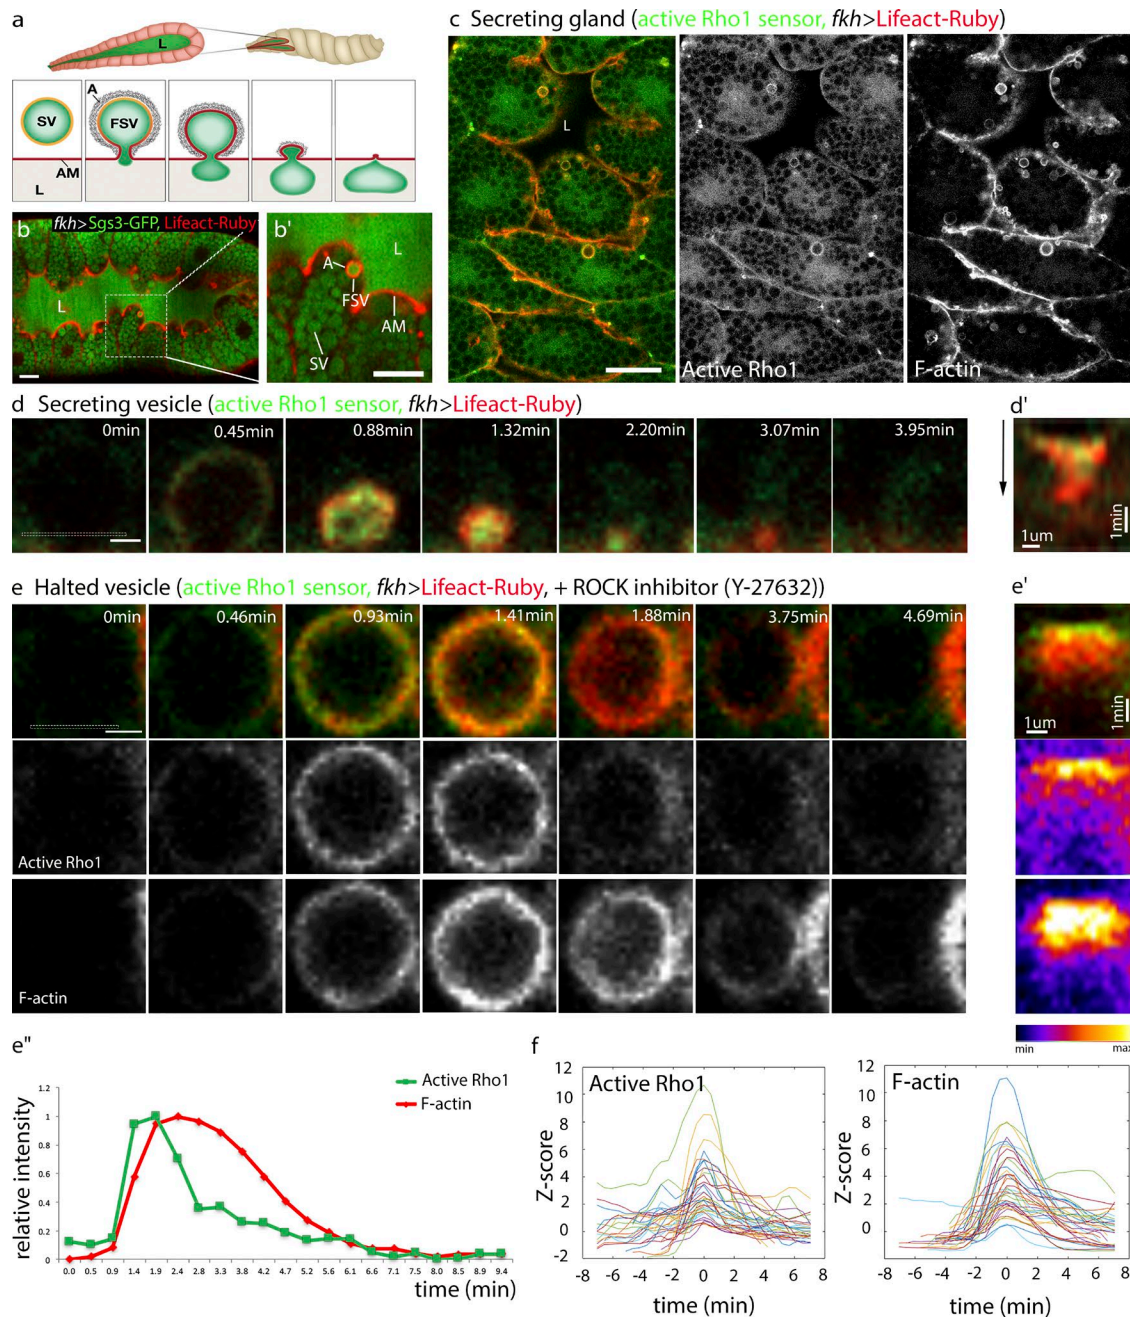 a
L
A
SV
FSV
AM
L
b
fkh>Sgs3-GFP, Lifeact-Ruby
L
b'
L
A
FSV
AM
SV
c Secreting gland (active Rho1 sensor, fkh>Lifeact-Ruby)
L
Active Rho1
F-actin
d Secreting vesicle (active Rho1 sensor, fkh>Lifeact-Ruby)
0min 0.45min 0.88min 1.32min 2.20min 3.07min 3.95min
d'
1um
1min
e Halted vesicle (active Rho1 sensor, fkh>Lifeact-Ruby, + ROCK inhibitor (Y-27632))
0min 0.46min 0.93min 1.41min 1.88min 3.75min 4.69min
Active Rho1
F-actin
e'
1um
1min
min max
e"
Active Rho1
F-actin
relative intensity
1.2
1
0.8
0.6
0.4
0.2
0
0.0 0.5 0.9 1.4 1.9 2.4 2.8 3.3 3.8 4.2 4.7 5.2 5.6 6.1 6.6 7.1 7.5 8.0 8.5 8.9 9.4
time (min)
f
Active Rho1
Z-score
12
10
8
6
4
2
0
-2
-8 -6 -4 -2 0 2 4 6 8
time (min)
F-actin
Z-score
12
10
8
6
4
2
0
-8 -6 -4 -2 0 2 4 6 8
time (min)